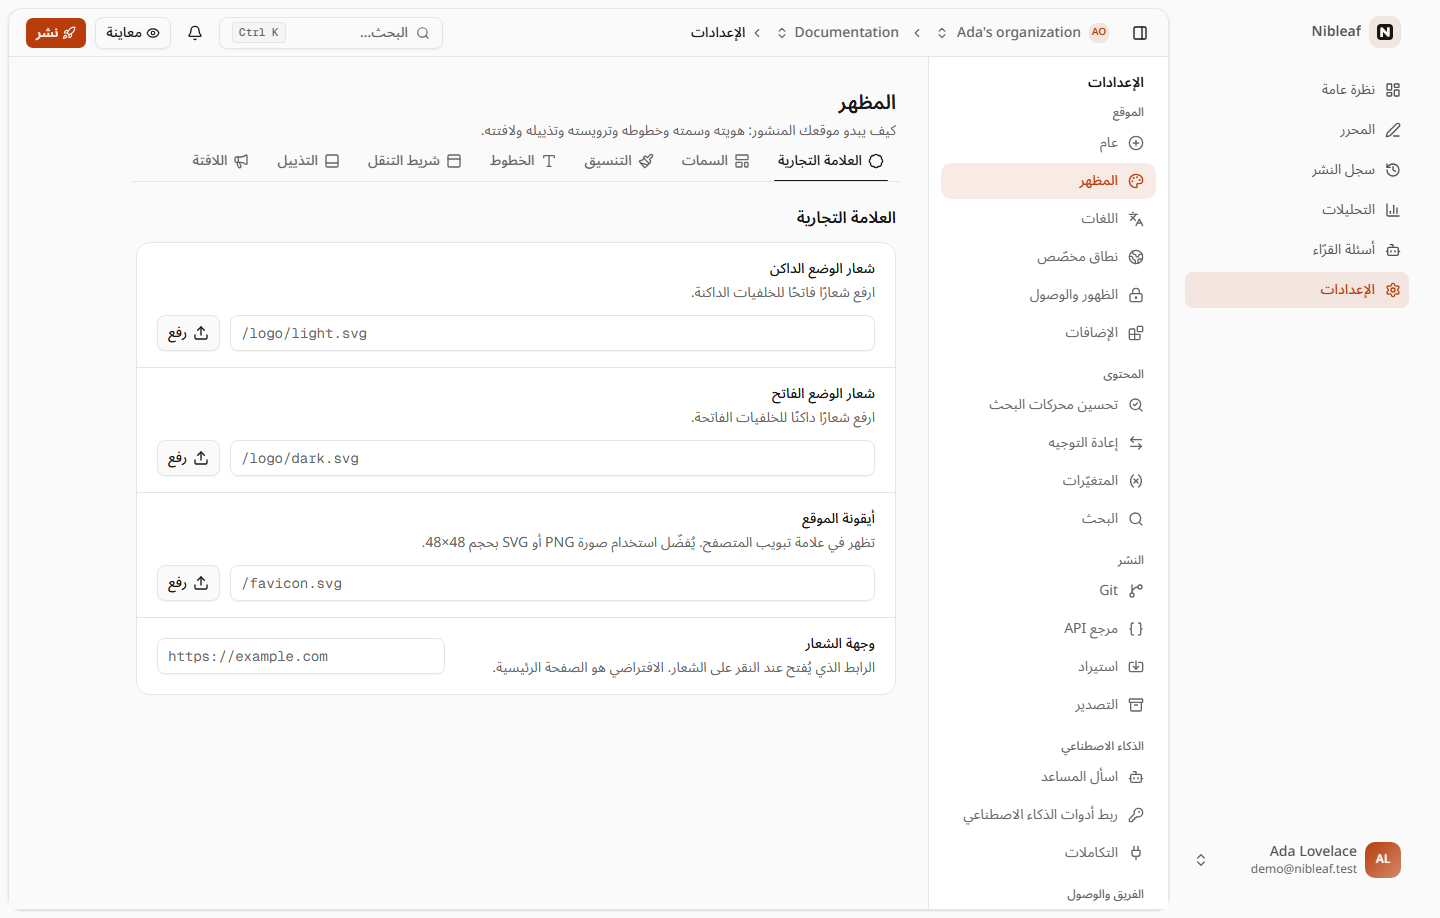 Nibleaf
نظرة عامة
المحرر
سجل النشر
التحليلات
أسئلة القرّاء
الإعدادات
Ada Lovelace
demo@nibleaf.test
AL
AO Ada's organization
Documentation
الإعدادات
البحث...
Ctrl K
معاينة
نشر
الإعدادات
الموقع
عام
المظهر
اللغات
نطاق مخصّص
الظهور والوصول
الإضافات
المحتوى
تحسين محركات البحث
إعادة التوجيه
المتغيّرات
البحث
النشر
Git
مرجع API
استيراد
التصدير
الذكاء الاصطناعي
اسأل المساعد
ربط أدوات الذكاء الاصطناعي
التكاملات
الفريق والوصول
المظهر
كيف يبدو موقعك المنشور: هويته وسمته وخطوطه وترويسته وتذييله ولافتته.
العلامة التجارية
السمات
التنسيق
الخطوط
شريط التنقل
التذييل
اللافتة
العلامة التجارية
شعار الوضع الداكن
ارفع شعارًا فاتحًا للخلفيات الداكنة.
/logo/light.svg
رفع
شعار الوضع الفاتح
ارفع شعارًا داكنًا للخلفيات الفاتحة.
/logo/dark.svg
رفع
أيقونة الموقع
تظهر في علامة تبويب المتصفح. يُفضّل استخدام صورة PNG أو SVG بحجم 48×48.
/favicon.svg
رفع
وجهة الشعار
الرابط الذي يُفتح عند النقر على الشعار. الافتراضي هو الصفحة الرئيسية.
https://example.com